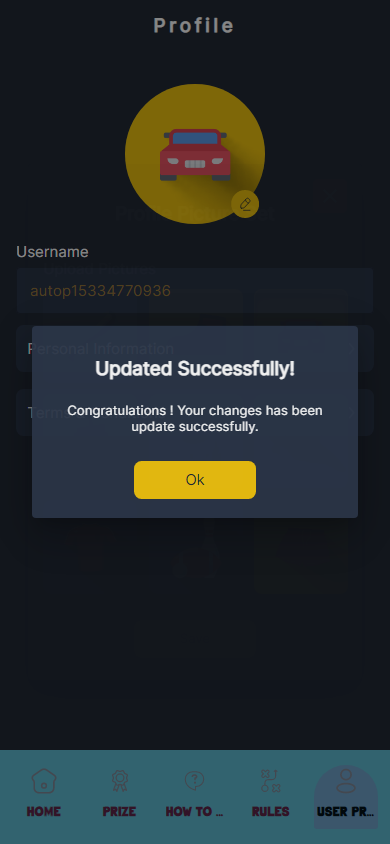 Profile
Username
autop15334770936
Personal Information
Updated Successfully!
Congratulations ! Your changes has been
update successfully.
Ok
HOME
PRIZE
HOW TO ...
RULES
USER PR...